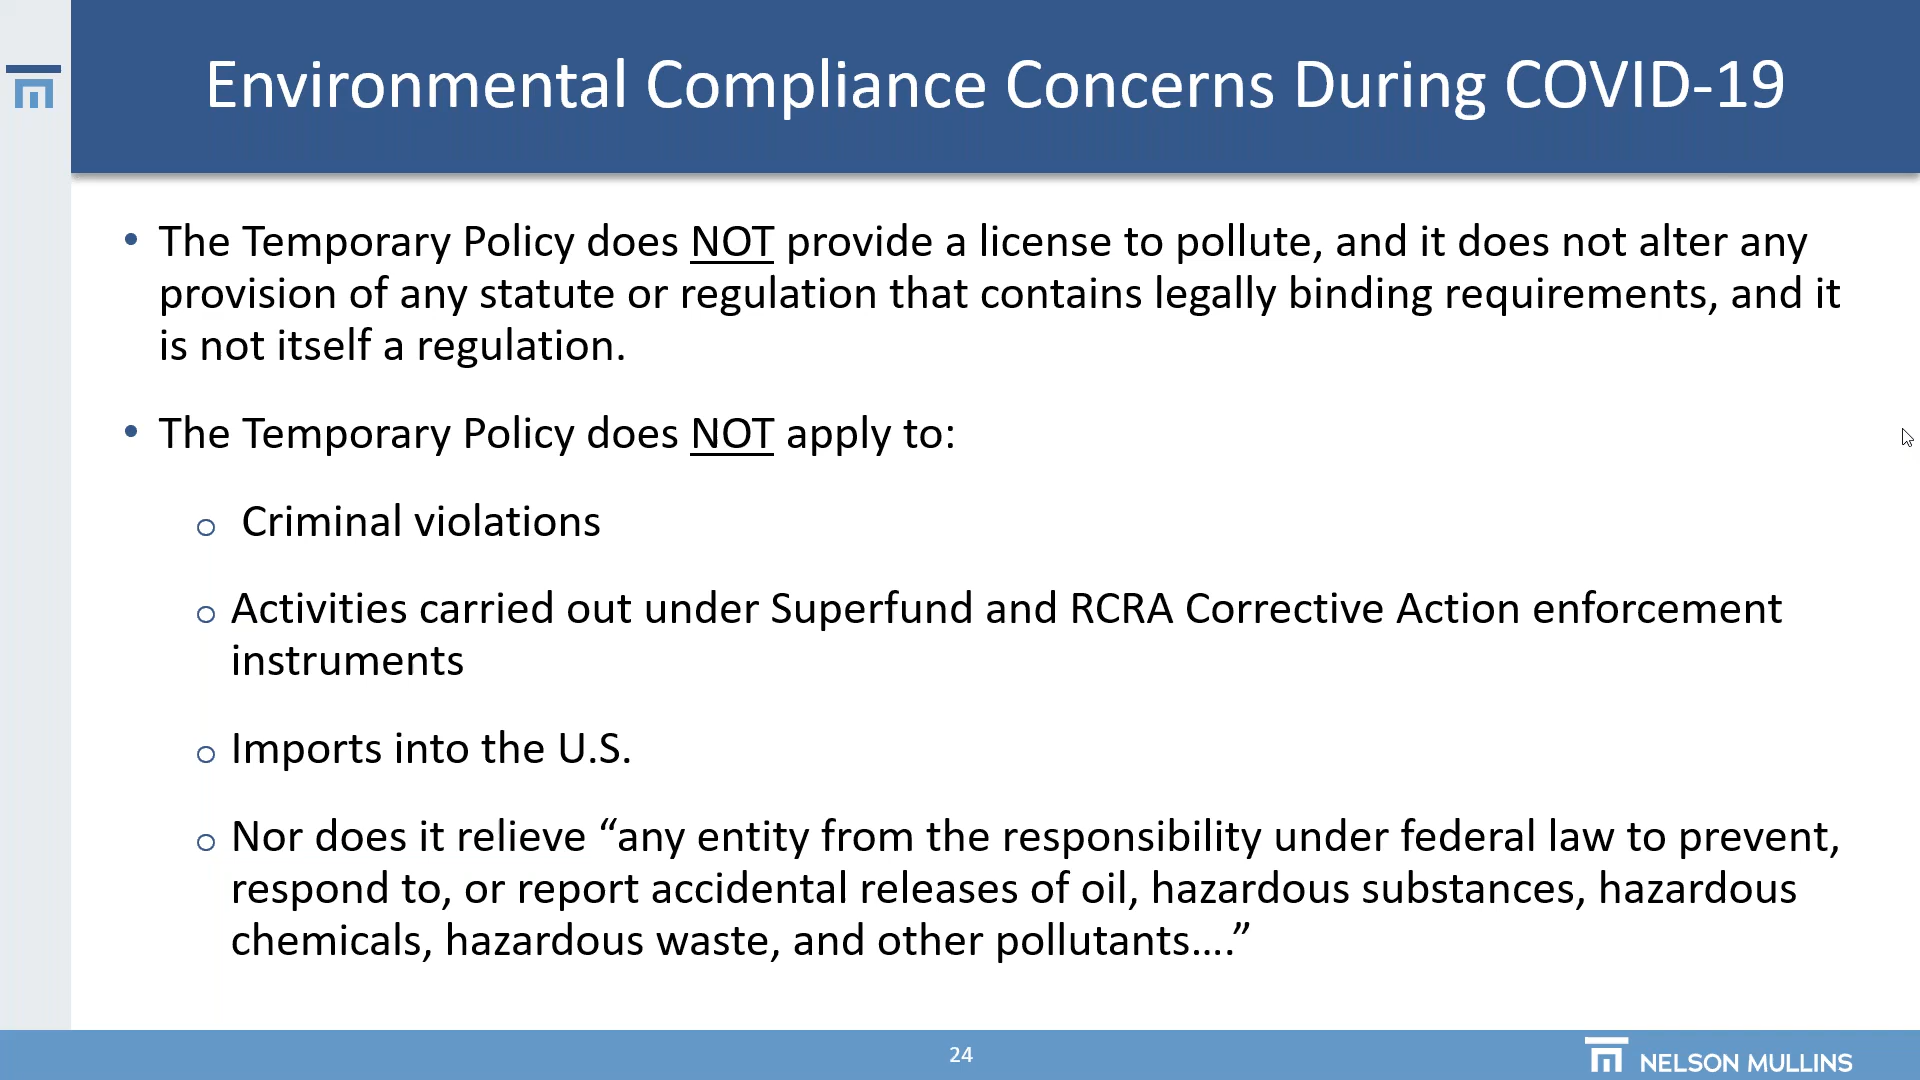 Environmental Compliance Concerns During COVID-19
• The Temporary Policy does NOT provide a license to pollute, and it does not alter any
provision of any statute or regulation that contains legally binding requirements, and it
is not itself a regulation.
• The Temporary Policy does NOT apply to:
o Criminal violations
o Activities carried out under Superfund and RCRA Corrective Action enforcement
instruments
o Imports into the U.S.
o Nor does it relieve “any entity from the responsibility under federal law to prevent,
respond to, or report accidental releases of oil, hazardous substances, hazardous
chemicals, hazardous waste, and other pollutants….”
24
NELSON MULLINS